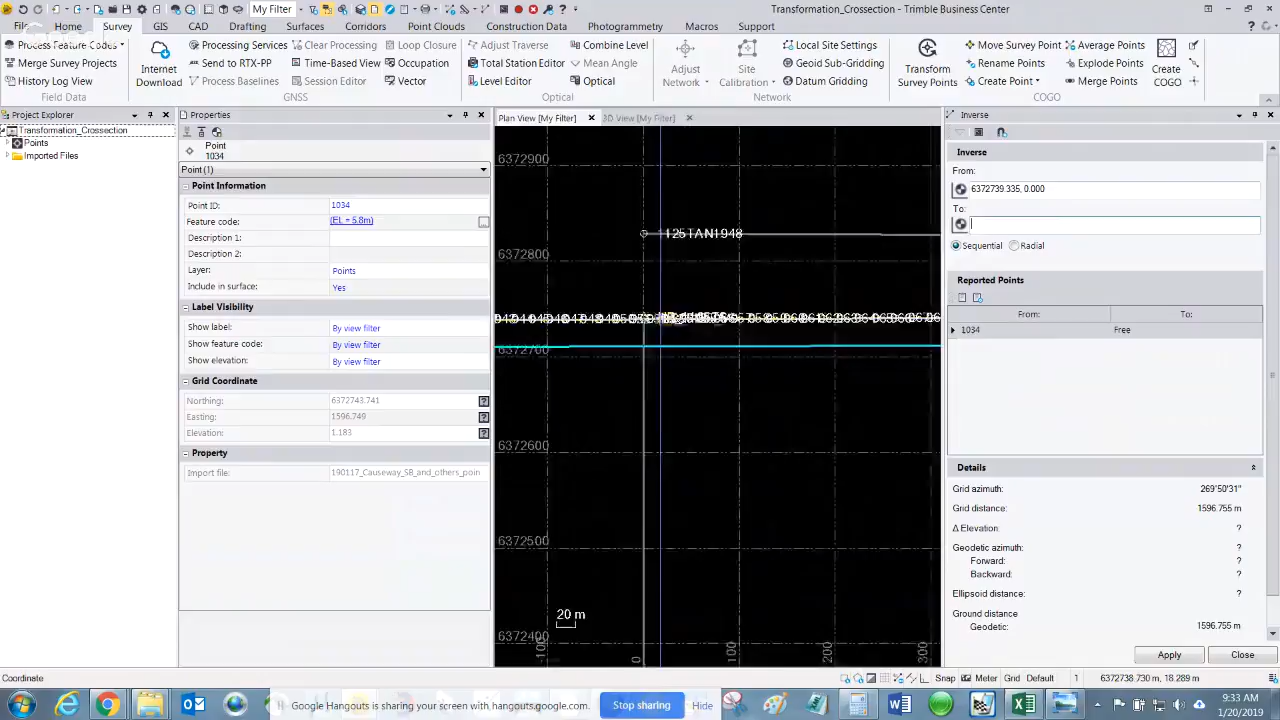 My Filter
Transformation_Crossection - Trimble Business Center
Home Survey GIS CAD Drafting Surfaces Corridors Point Clouds Construction Data Photogrammetry Macros Support
Process Feature Codes
Merge Survey Projects
History Log View
Field Data
Internet
Download
Processing Services
Send to RTX-PP
Process Baselines
Clear Processing
Time-Based View
Session Editor
Loop Closure
Occupation
Vector
GNSS
Adjust Traverse
Total Station Editor
Level Editor
Combine Level
Mean Angle
Optical
Optical
Adjust
Network
Site
Calibration
Local Site Settings
Geoid Sub-Gridding
Datum Gridding
Network
Transform
Survey Points
Move Survey Point
Rename Points
Create Point
Average Points
Explode Points
Merge Points
Create
COGO
COGO
Project Explorer
Transformation_Crossection
Points
Imported Files
Properties
Point
1034
Point (1)
Point Information
Point ID: 1034
Feature code: (EL = 5.8m)
Description 1:
Description 2:
Layer: Points
Include in surface: Yes
Label Visibility
Show label: By view filter
Show feature code: By view filter
Show elevation: By view filter
Grid Coordinate
Northing: 6372743.741 ?
Easting: 1596.749 ?
Elevation: 1.183 ?
Property
Import file: 190117_Causeway_SB_and_others_poin
Plan View [My Filter]
3D View [My Filter]
6372900
6372800
6372700
6372600
6372500
6372400
20 m
-100 0 100 200 300
Inverse
Inverse
From:
6372739.335, 0.000
To:
Sequential Radial
Reported Points
From: To:
1034 Free
Details
Grid azimuth: 269°50'31"
Grid distance: 1596.755 m
Δ Elevation: ?
Geodetic azimuth: ?
Forward: ?
Backward: ?
Ellipsoid distance: ?
Ground distance
Geodetic: 1596.755 m
Apply Close
Coordinate
Snap Meter Grid Default 1 6372738.730 m, 18.289 m
Google Hangouts is sharing your screen with hangouts.google.com.
Stop sharing
Hide
9:33 AM
1/20/2019